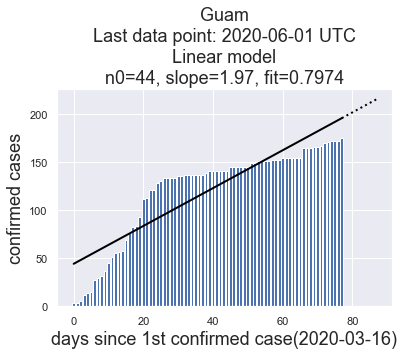 Guam
Last data point: 2020-06-01 UTC
Linear model
n0=44, slope=1.97, fit=0.7974
200
150
100
50
0
confirmed cases
0 20 40 60 80
days since 1st confirmed case(2020-03-16)